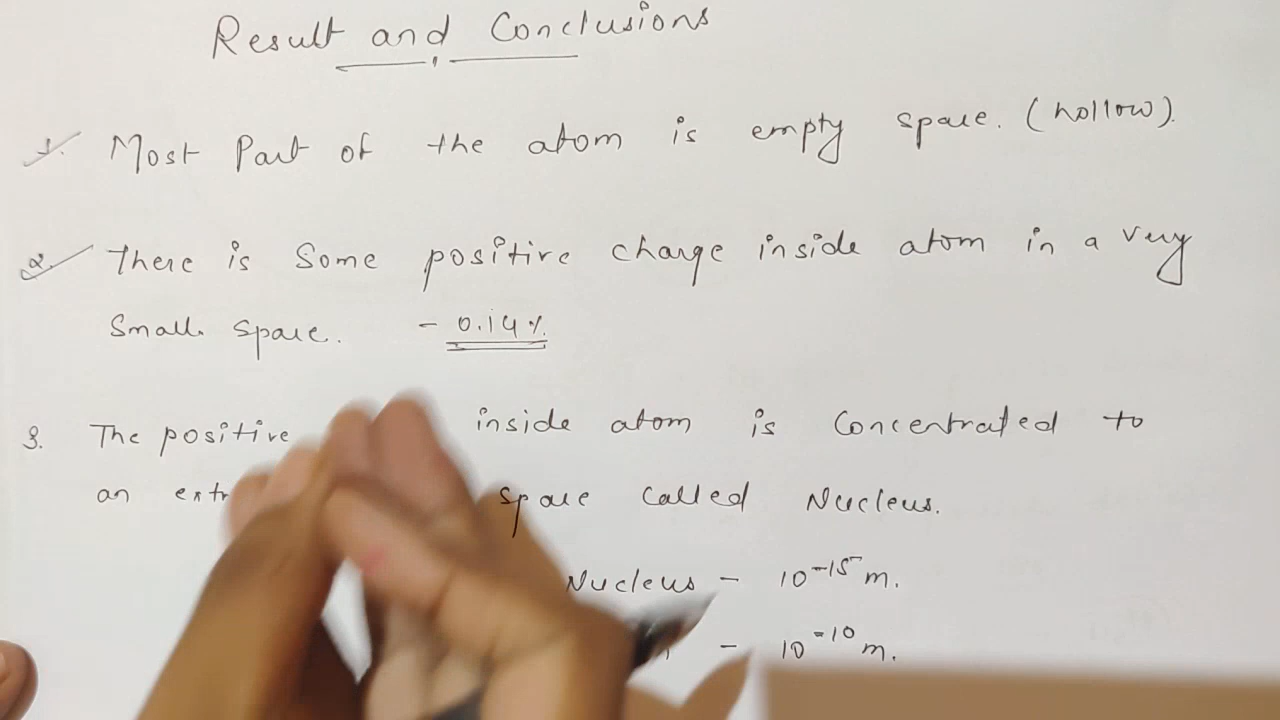 Result and Conclusions
1. Most Part of the atom is empty space. (hollow).
2. There is Some positive charge inside atom in a very
Small space. - 0.14%
3. The positive inside atom is Concentrated to
an space called Nucleus.
Nucleus - 10⁻¹⁵ m.
- 10⁻¹⁰ m.